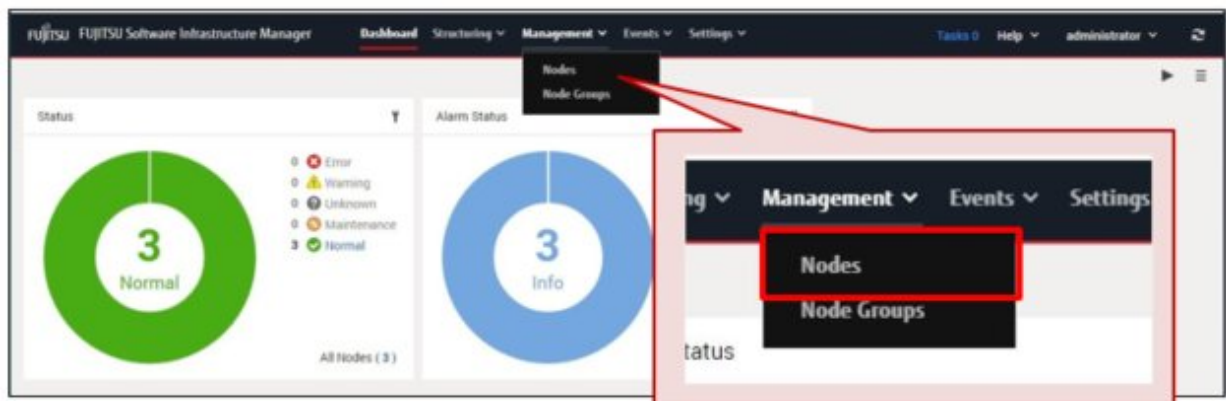 FUJITSU FUJITSU Software Infrastructure Manager Dashboard Structuring Management Events Settings Tasks 0 Help administrator
Nodes
Node Groups
Status
Alarm Status
0 Error
0 Warning
0 Unknown
0 Maintenance
3 Normal
3
Normal
All Nodes ( 3 )
3
Info
ng Management Events Settings
Nodes
Node Groups
tatus